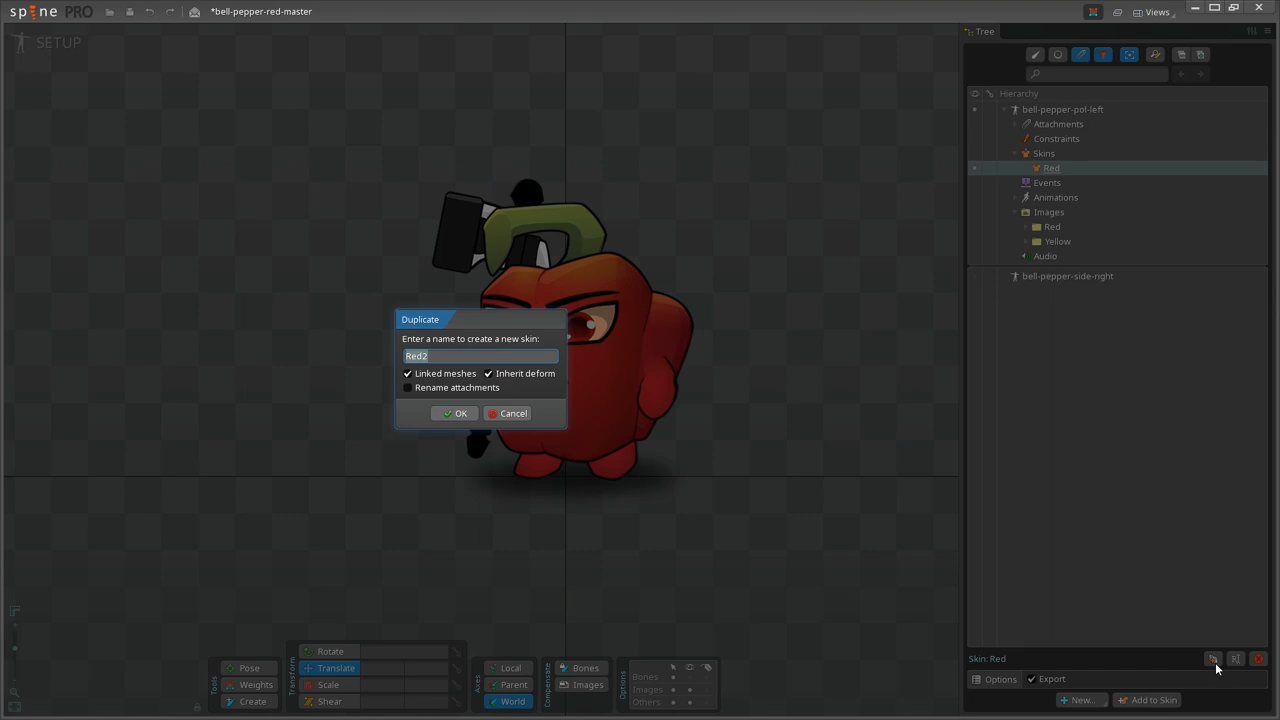 spine PRO
*bell-pepper-red-master
Views
SETUP
Tree
Hierarchy
bell-pepper-pol-left
Attachments
Constraints
Skins
Red
Events
Animations
Images
Red
Yellow
Audio
bell-pepper-side-right
Duplicate
Enter a name to create a new skin:
Red2
Linked meshes
Inherit deform
Rename attachments
OK
Cancel
Tools
Pose
Weights
Create
Transform
Rotate
Translate
Scale
Shear
Axes
Local
Parent
World
Compensate
Bones
Images
Options
Bones
Images
Others
Skin: Red
Options
Export
New...
Add to Skin